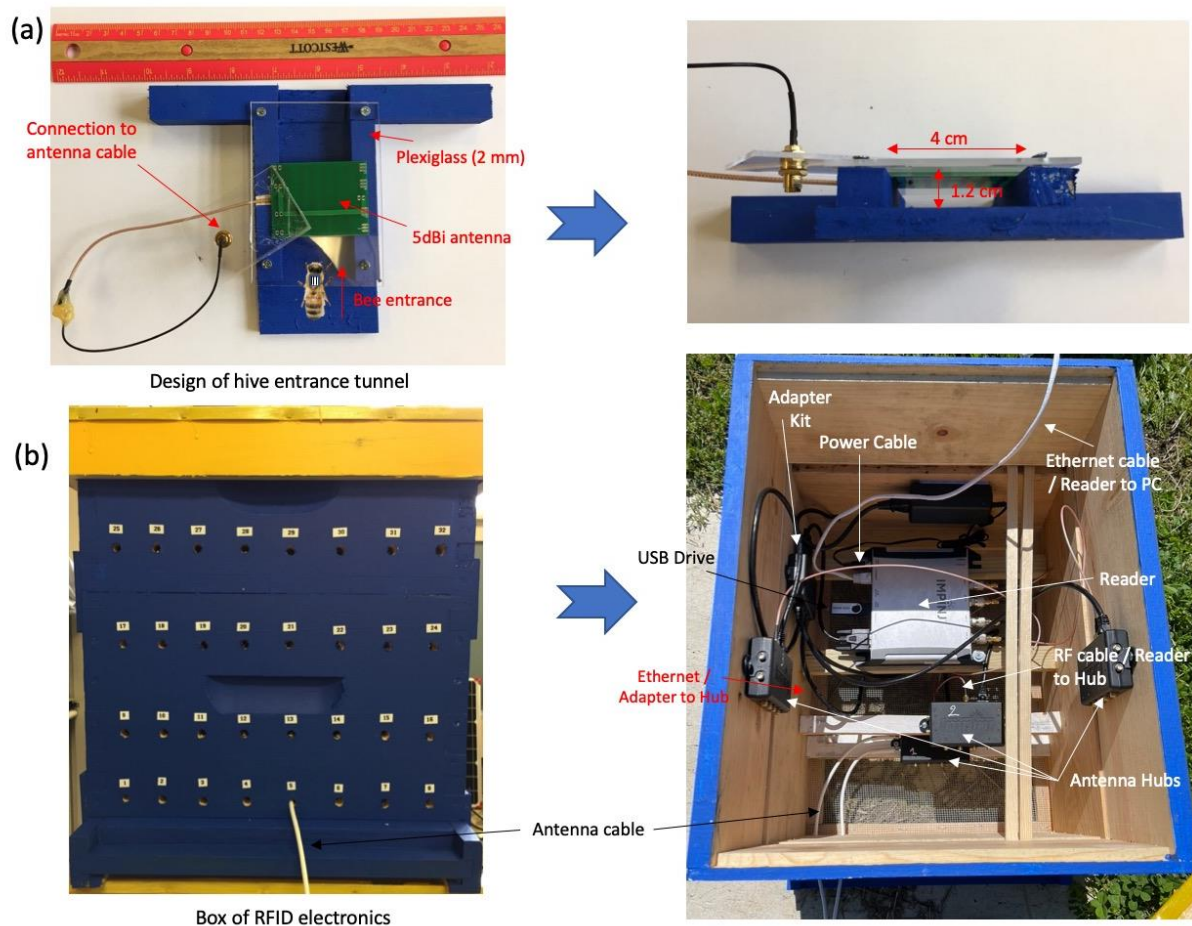 (a)
WESTCOTT
Connection to
antenna cable
Plexiglass (2 mm)
5dBi antenna
Bee entrance
4 cm
1.2 cm
Design of hive entrance tunnel
(b)
25 26 27 28 29 30 31 32
17 18 19 20 21 22 23 24
9 10 11 12 13 14 15 16
1 2 3 4 5 6 7 8
Box of RFID electronics
Adapter
Kit
Power Cable
Ethernet cable
/ Reader to PC
USB Drive
Reader
IMPINJ
RF cable / Reader
to Hub
Ethernet /
Adapter to Hub
2
1
Antenna Hubs
Antenna cable